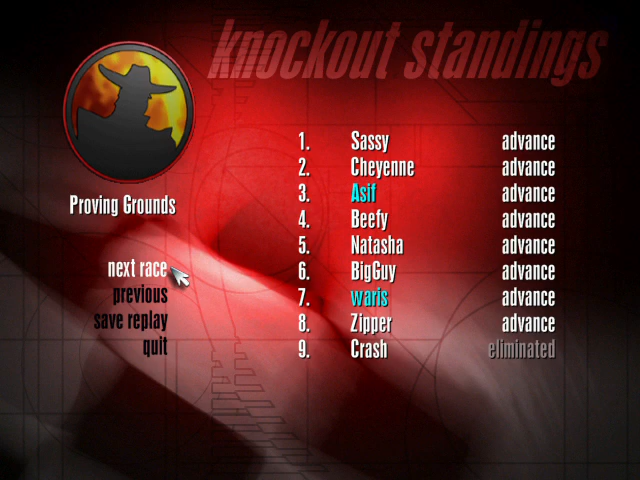 knockout standings
Proving Grounds
next race
previous
save replay
quit
1. Sassy advance
2. Cheyenne advance
3. Asif advance
4. Beefy advance
5. Natasha advance
6. BigGuy advance
7. waris advance
8. Zipper advance
9. Crash eliminated